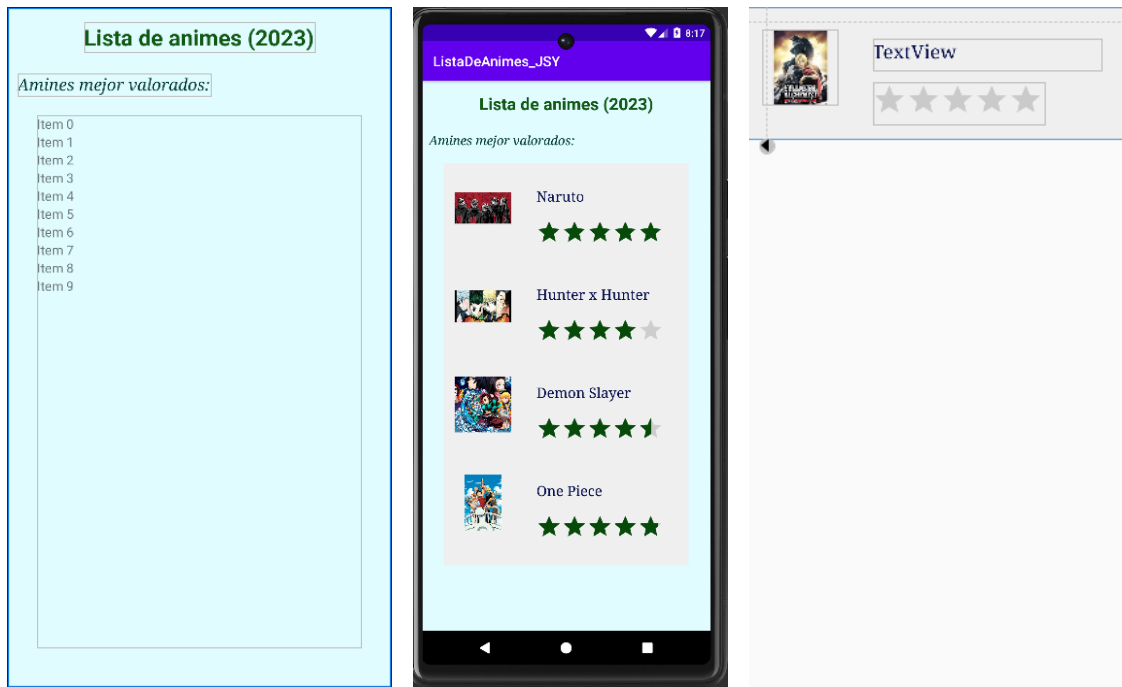 Lista de animes (2023)
Amines mejor valorados:
Item 0
Item 1
Item 2
Item 3
Item 4
Item 5
Item 6
Item 7
Item 8
Item 9
8:17
ListaDeAnimes_JSY
Lista de animes (2023)
Amines mejor valorados:
Naruto
Hunter x Hunter
Demon Slayer
One Piece
TextView